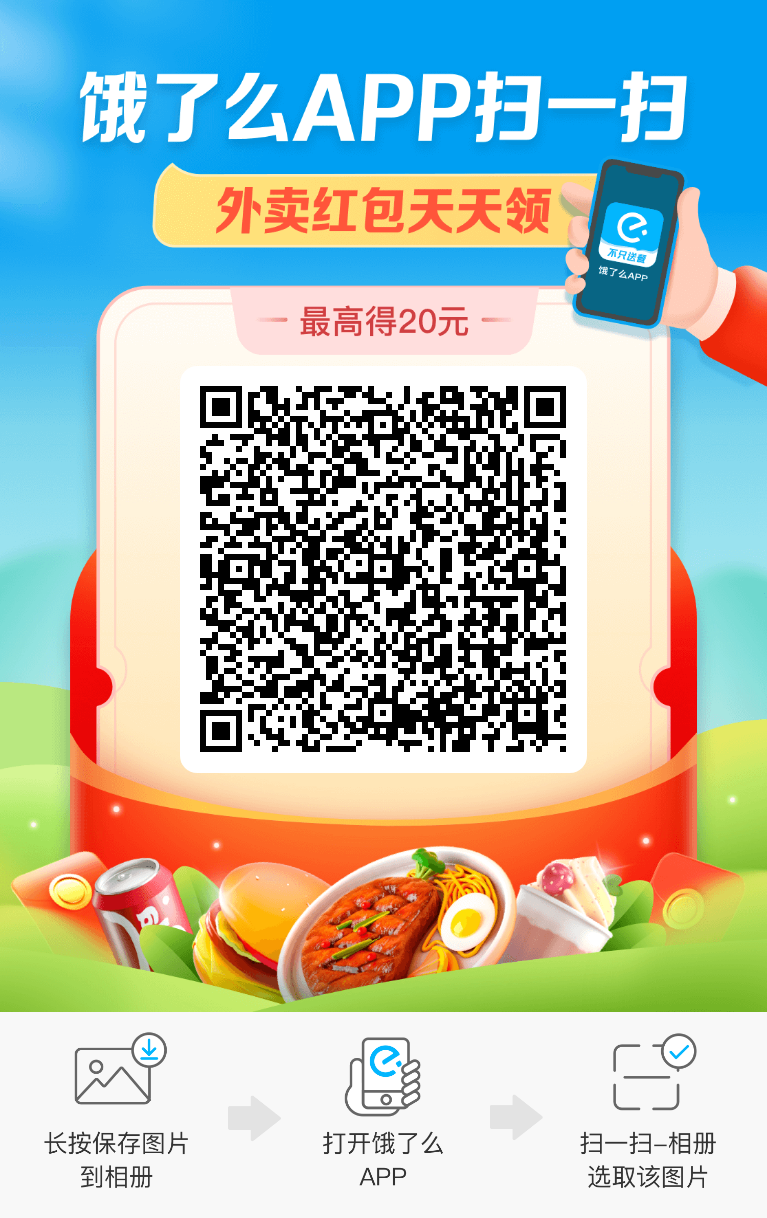 饿了么APP扫一扫
外卖红包天天领
不只送餐
饿了么APP
最高得20元
长按保存图片
到相册
打开饿了么
APP
扫一扫-相册
选取该图片